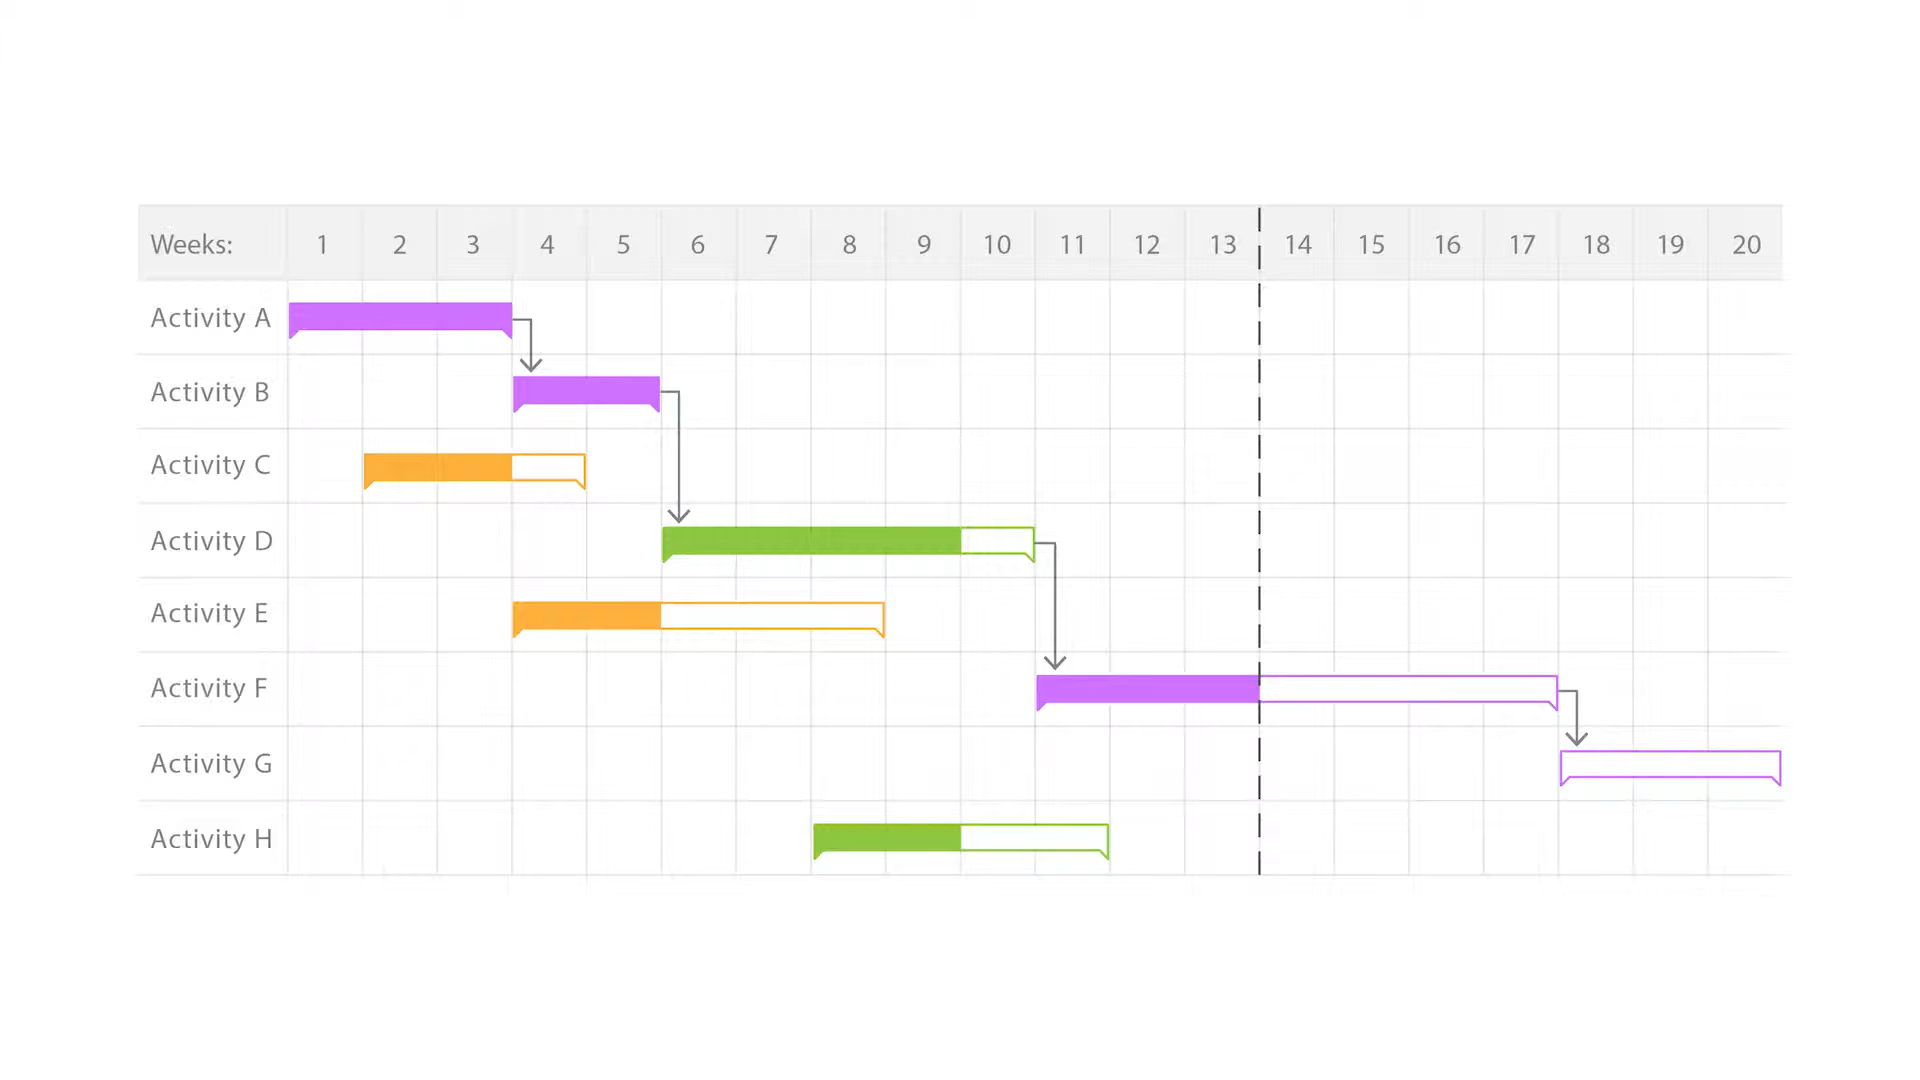 Weeks: 1 2 3 4 5 6 7 8 9 10 11 12 13 14 15 16 17 18 19 20
Activity A
Activity B
Activity C
Activity D
Activity E
Activity F
Activity G
Activity H